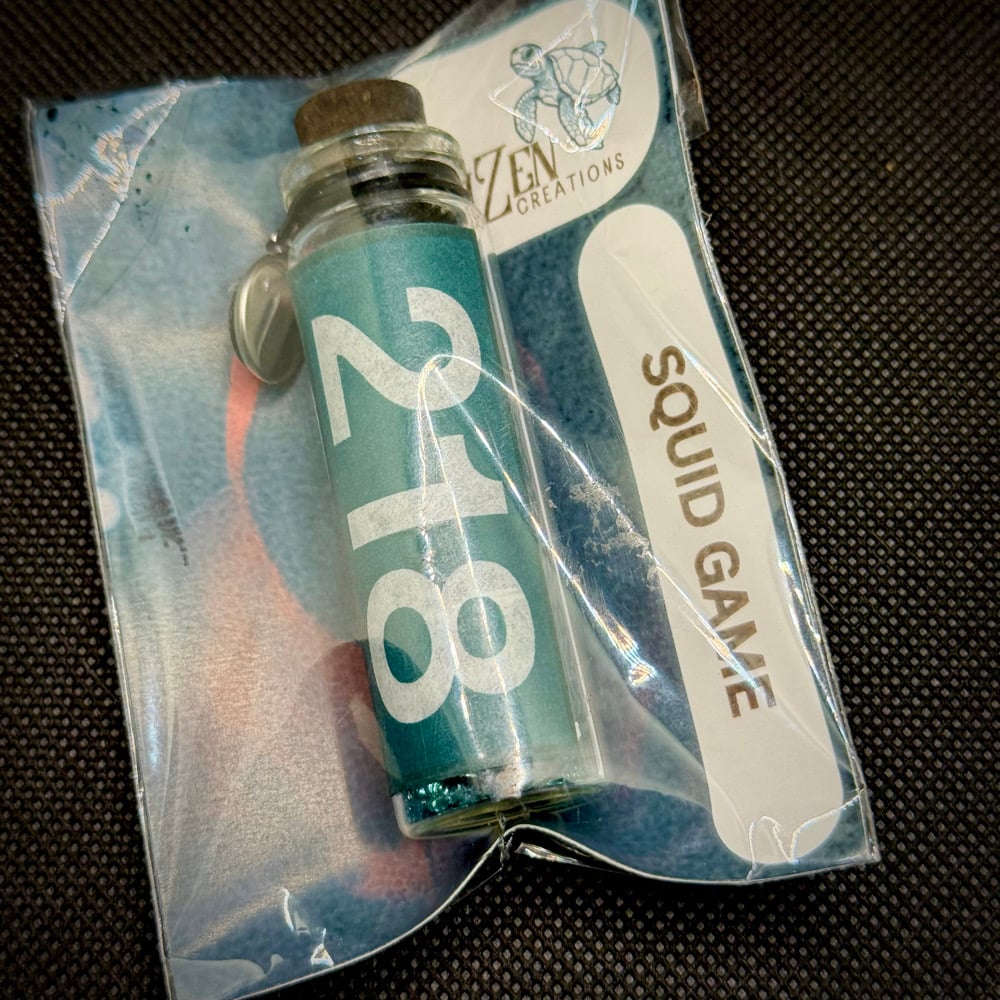 ZEN
CREATIONS
218
SQUID GAME